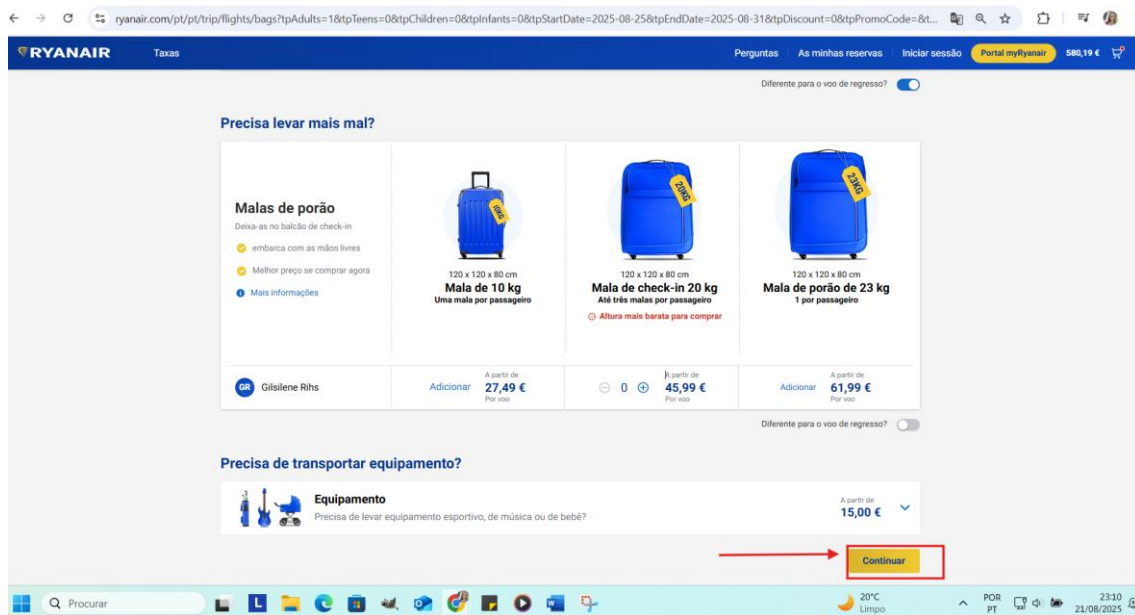 ryanair.com/pt/pt/trip/flights/bags?tpAdults=1&tpTeens=0&tpChildren=0&tpInfants=0&tpStartDate=2025-08-25&tpEndDate=2025-08-31&tpDiscount=0&tpPromoCode=&t...
RYANAIR Taxas Perguntas As minhas reservas Iniciar sessão Portal myRyanair 580,19 €
Diferente para o voo de regresso?
Precisa levar mais mal?
Malas de porão
Deixa-as no balcão de check-in
embarca com as mãos livres
Melhor preço se comprar agora
Mais informações
10KG
120 x 120 x 80 cm
Mala de 10 kg
Uma mala por passageiro
20KG
120 x 120 x 80 cm
Mala de check-in 20 kg
Até três malas por passageiro
Altura mais barata para comprar
23KG
120 x 120 x 80 cm
Mala de porão de 23 kg
1 por passageiro
GR Gilsilene Rihs
Adicionar
A partir de
27,49 €
Por voo
0
A partir de
45,99 €
Por voo
Adicionar
A partir de
61,99 €
Por voo
Diferente para o voo de regresso?
Precisa de transportar equipamento?
Equipamento
Precisa de levar equipamento esportivo, de música ou de bebê?
A partir de
15,00 €
Continuar
Procurar
L
20°C
Limpo
POR
PT
23:10
21/08/2025